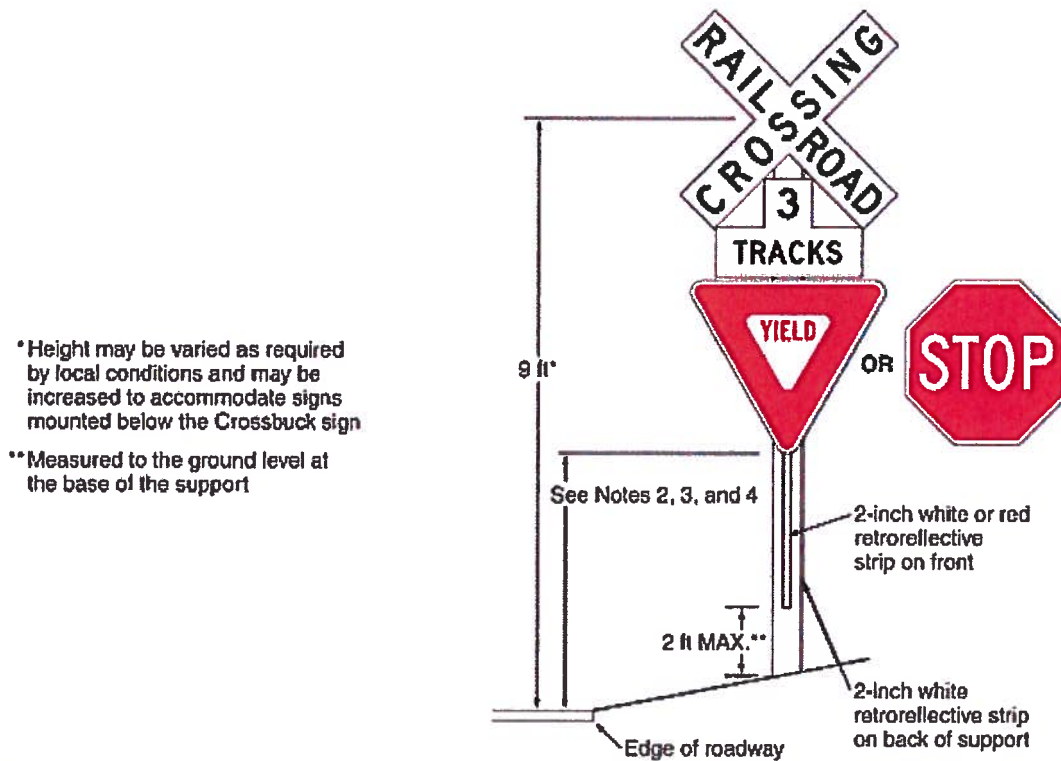 RAILROAD
CROSSING
3
TRACKS
YIELD
OR
STOP
9 ft*
*Height may be varied as required
by local conditions and may be
increased to accommodate signs
mounted below the Crossbuck sign
**Measured to the ground level at
the base of the support
See Notes 2, 3, and 4
2-inch white or red
retroreflective
strip on front
2 ft MAX.**
2-inch white
retroreflective strip
on back of support
Edge of roadway